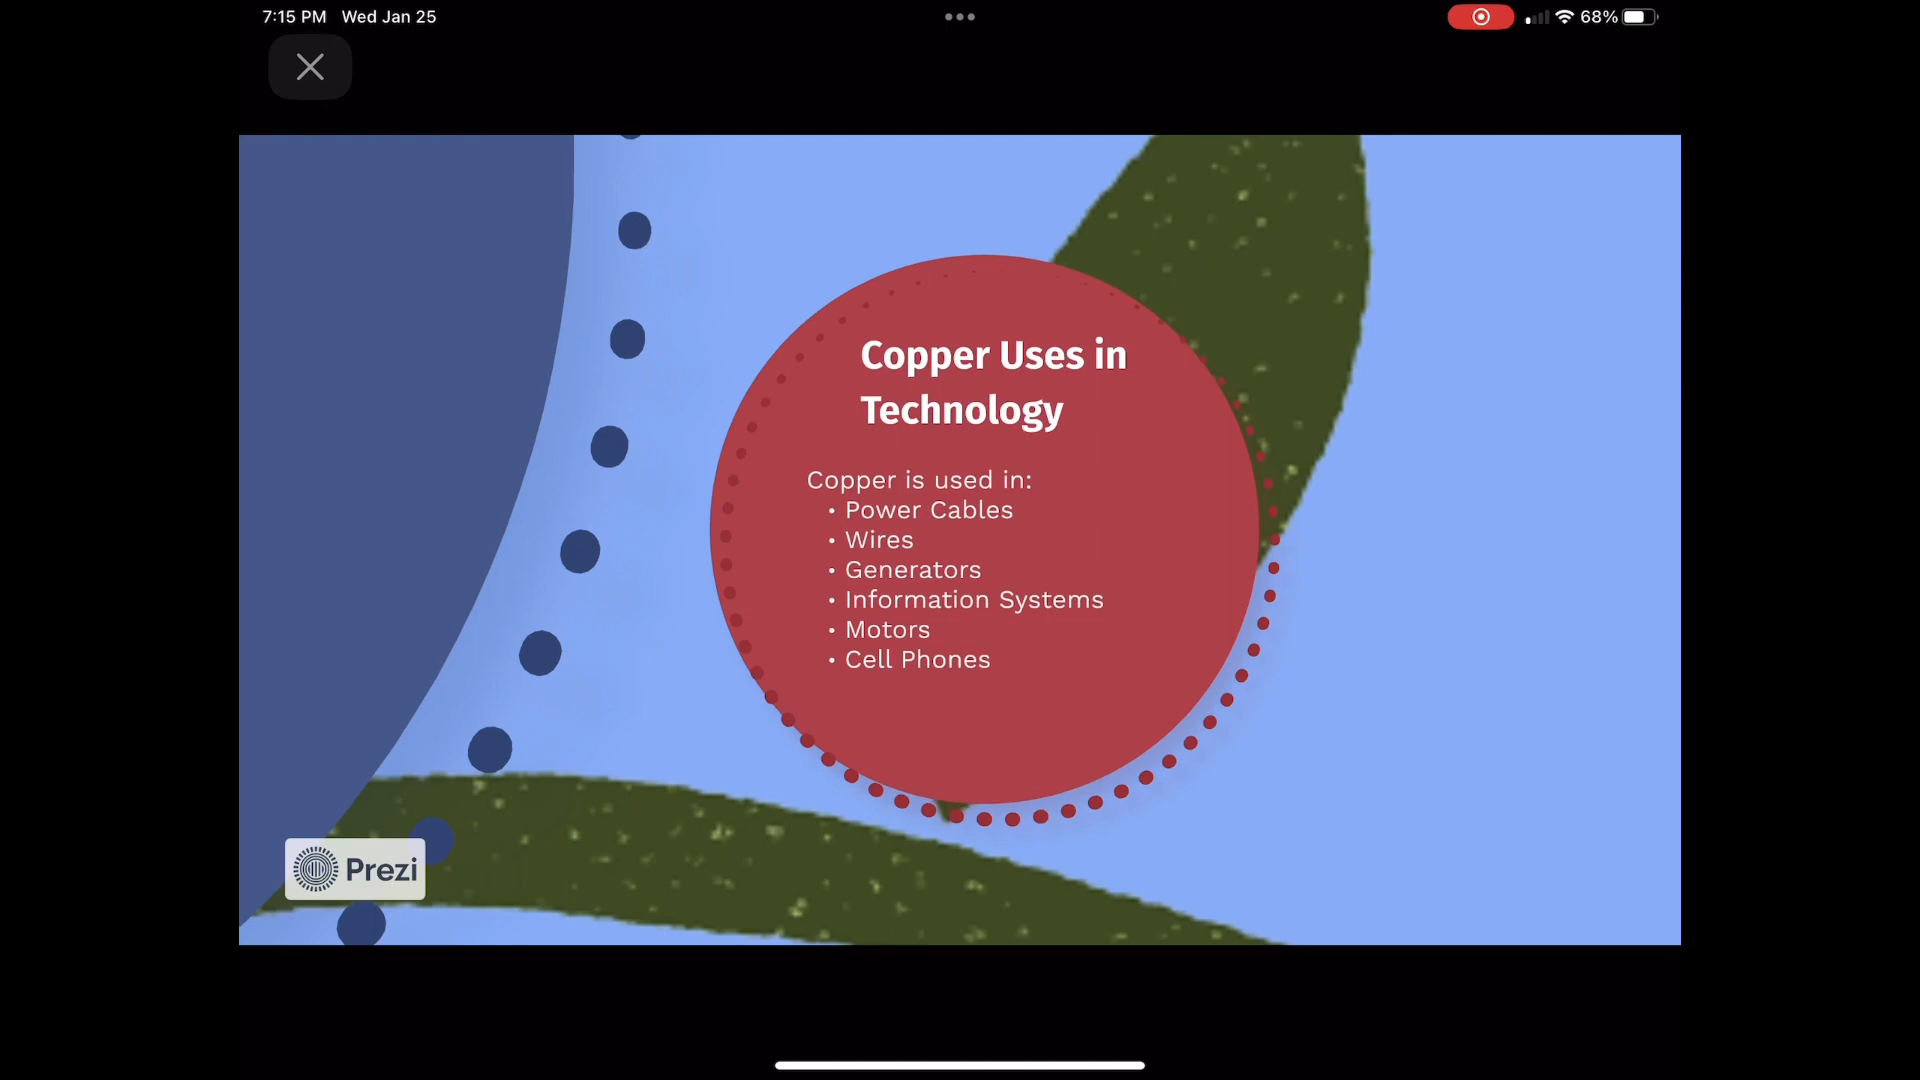 7:15 PM Wed Jan 25
68%
Copper Uses in
Technology
Copper is used in:
• Power Cables
• Wires
• Generators
• Information Systems
• Motors
• Cell Phones
Prezi